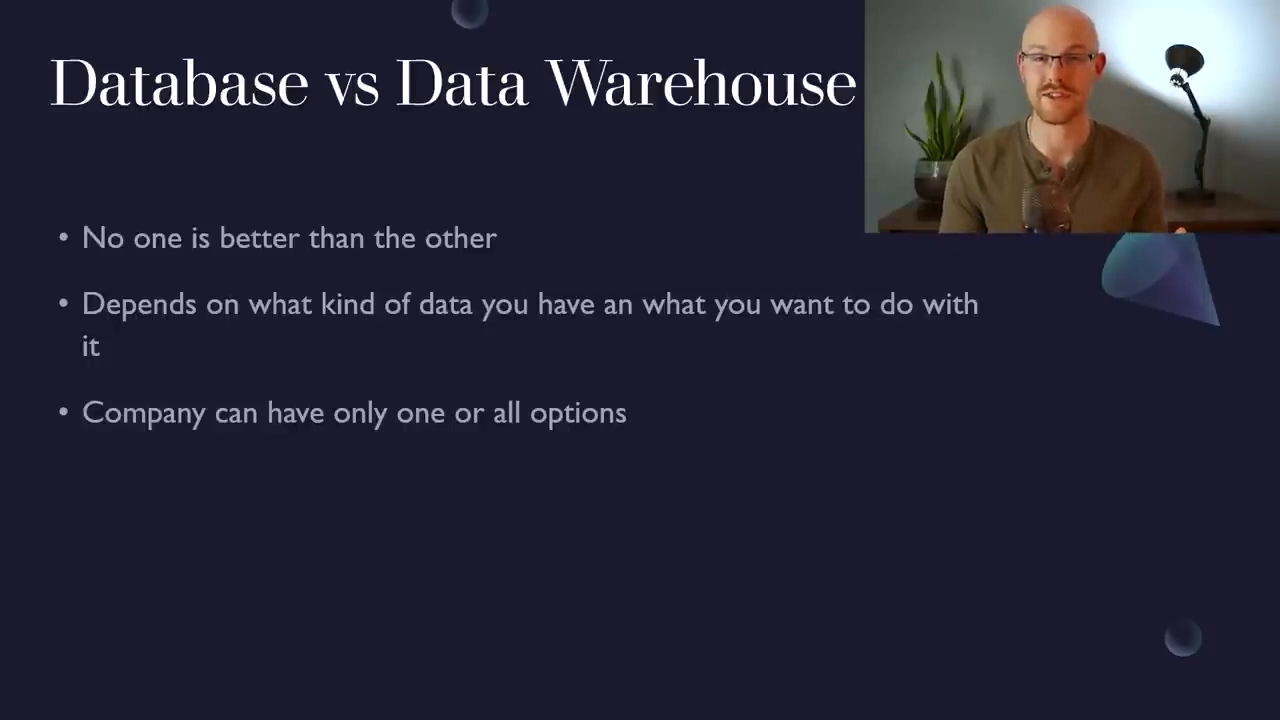 Database vs Data Warehouse
• No one is better than the other
• Depends on what kind of data you have an what you want to do with
it
• Company can have only one or all options